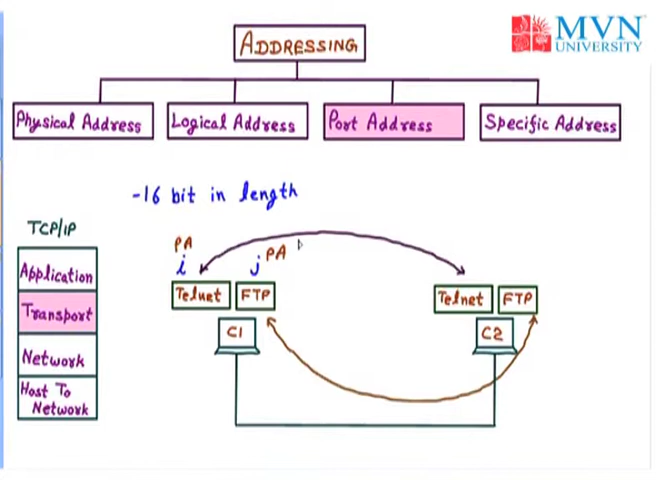 MVN
UNIVERSITY
ADDRESSING
Physical Address
Logical Address
Port Address
Specific Address
-16 bit in length
TCP/IP
Application
Transport
Network
Host To
Network
PA
i
j PA
Telnet
FTP
C1
Telnet
FTP
C2